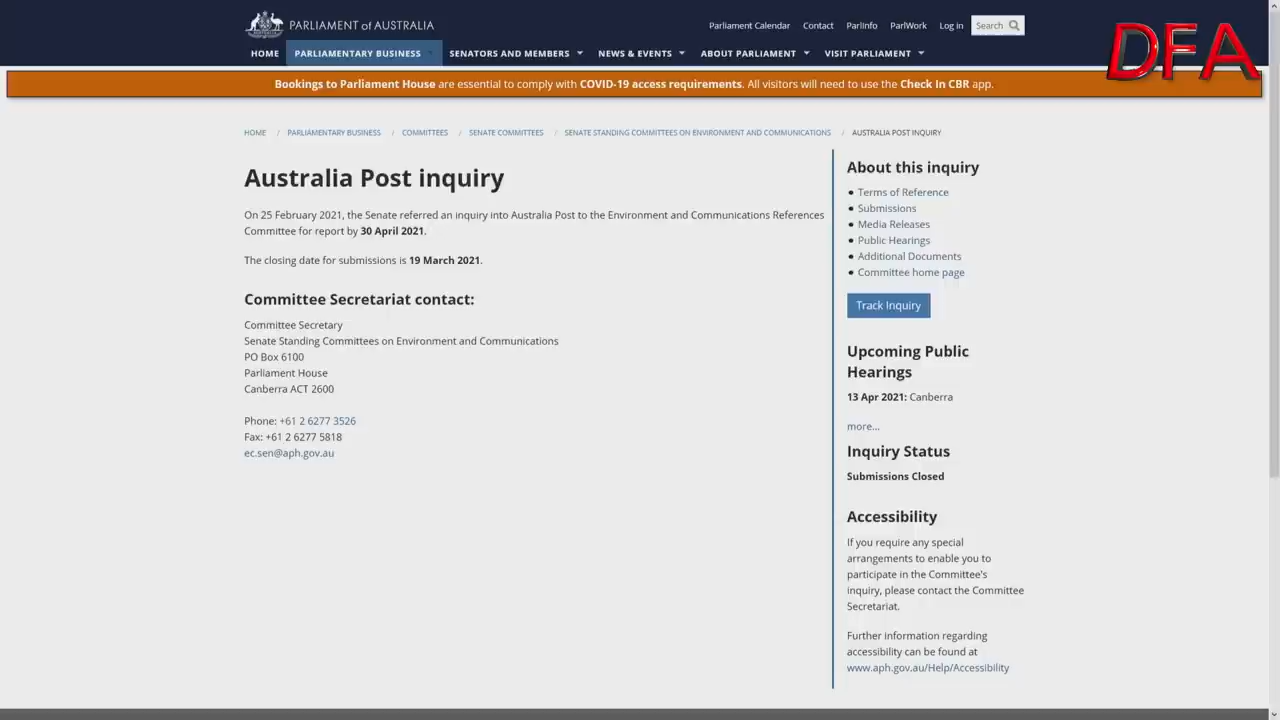 PARLIAMENT of AUSTRALIA
Parliament Calendar Contact ParlInfo ParlWork Log in Search
DFA
HOME PARLIAMENTARY BUSINESS SENATORS AND MEMBERS NEWS & EVENTS ABOUT PARLIAMENT VISIT PARLIAMENT
Bookings to Parliament House are essential to comply with COVID-19 access requirements. All visitors will need to use the Check In CBR app.
HOME / PARLIAMENTARY BUSINESS / COMMITTEES / SENATE COMMITTEES / SENATE STANDING COMMITTEES ON ENVIRONMENT AND COMMUNICATIONS / AUSTRALIA POST INQUIRY
Australia Post inquiry
On 25 February 2021, the Senate referred an inquiry into Australia Post to the Environment and Communications References
Committee for report by 30 April 2021.
The closing date for submissions is 19 March 2021.
Committee Secretariat contact:
Committee Secretary
Senate Standing Committees on Environment and Communications
PO Box 6100
Parliament House
Canberra ACT 2600
Phone: +61 2 6277 3526
Fax: +61 2 6277 5818
ec.sen@aph.gov.au
About this inquiry
Terms of Reference
Submissions
Media Releases
Public Hearings
Additional Documents
Committee home page
Track Inquiry
Upcoming Public
Hearings
13 Apr 2021: Canberra
more...
Inquiry Status
Submissions Closed
Accessibility
If you require any special
arrangements to enable you to
participate in the Committee's
inquiry, please contact the Committee
Secretariat.
Further information regarding
accessibility can be found at
www.aph.gov.au/Help/Accessibility